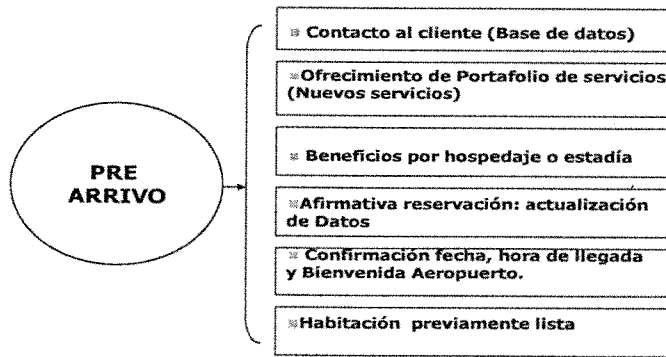 PRE
ARRIVO
Contacto al cliente (Base de datos)
Ofrecimiento de Portafolio de servicios
(Nuevos servicios)
Beneficios por hospedaje o estadía
Afirmativa reservación: actualización
de Datos
Confirmación fecha, hora de llegada
y Bienvenida Aeropuerto.
Habitación previamente lista